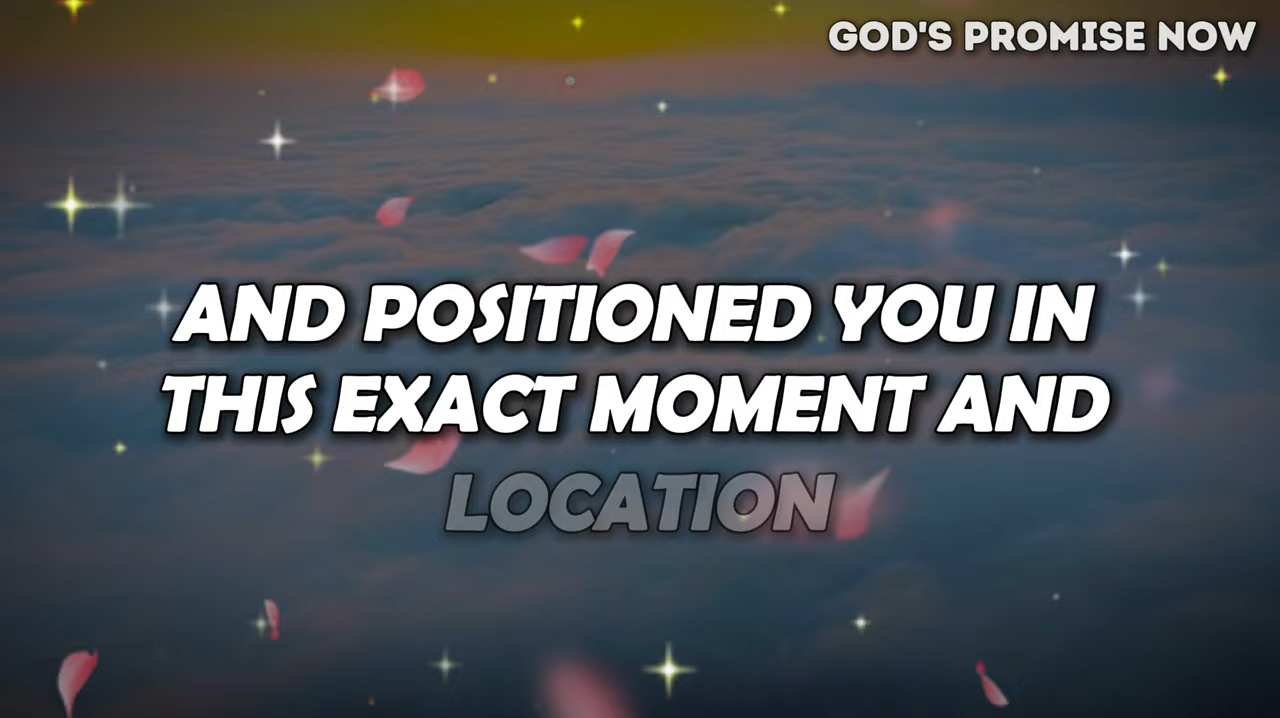 GOD'S PROMISE NOW
AND POSITIONED YOU IN
THIS EXACT MOMENT AND
LOCATION